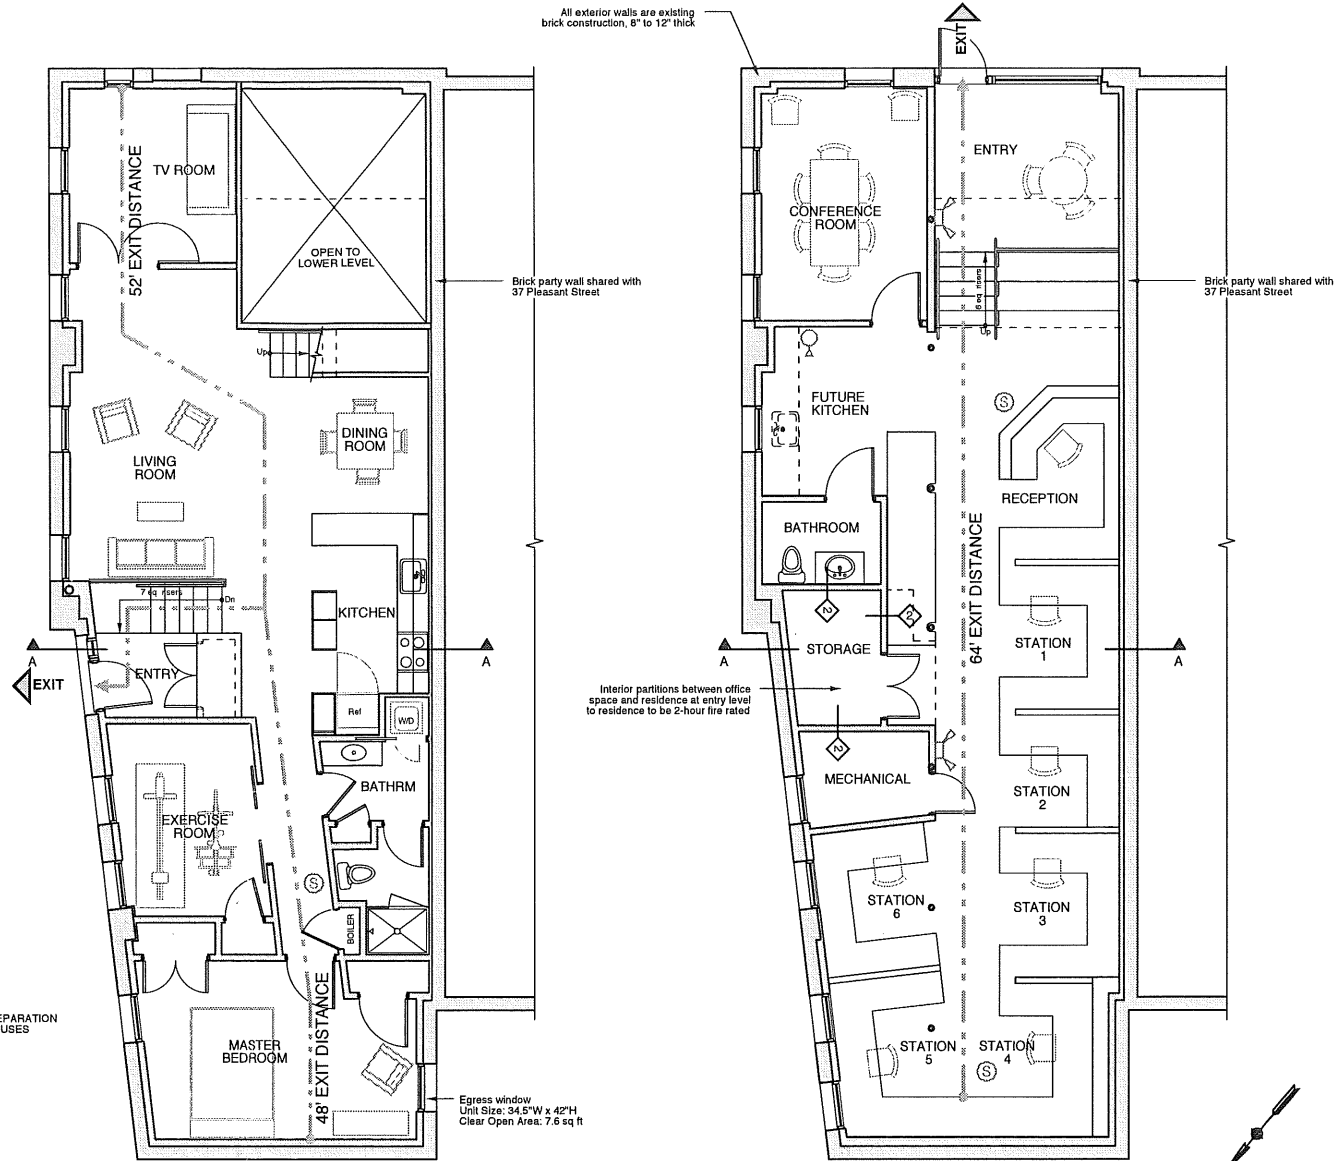 All exterior walls are existing
brick construction, 8" to 12" thick
EXIT
TV ROOM
52' EXIT DISTANCE
OPEN TO
LOWER LEVEL
Brick party wall shared with
37 Pleasant Street
Up
LIVING
ROOM
DINING
ROOM
Dn
KITCHEN
ENTRY
A
A
EXIT
Ref
W/D
BATHRM
EXERCISE
ROOM
S
BOILER
MASTER
BEDROOM
48' EXIT DISTANCE
Egress window
Unit Size: 34.5"W x 42"H
Clear Open Area: 7.6 sq ft
EPARATION
USES
ENTRY
CONFERENCE
ROOM
Up
Brick party wall shared with
37 Pleasant Street
FUTURE
KITCHEN
S
RECEPTION
BATHROOM
64' EXIT DISTANCE
2
2
STORAGE
STATION
1
A
A
Interior partitions between office
space and residence at entry level
to residence to be 2-hour fire rated
2
MECHANICAL
STATION
2
STATION
6
STATION
3
STATION
5
STATION
4
S